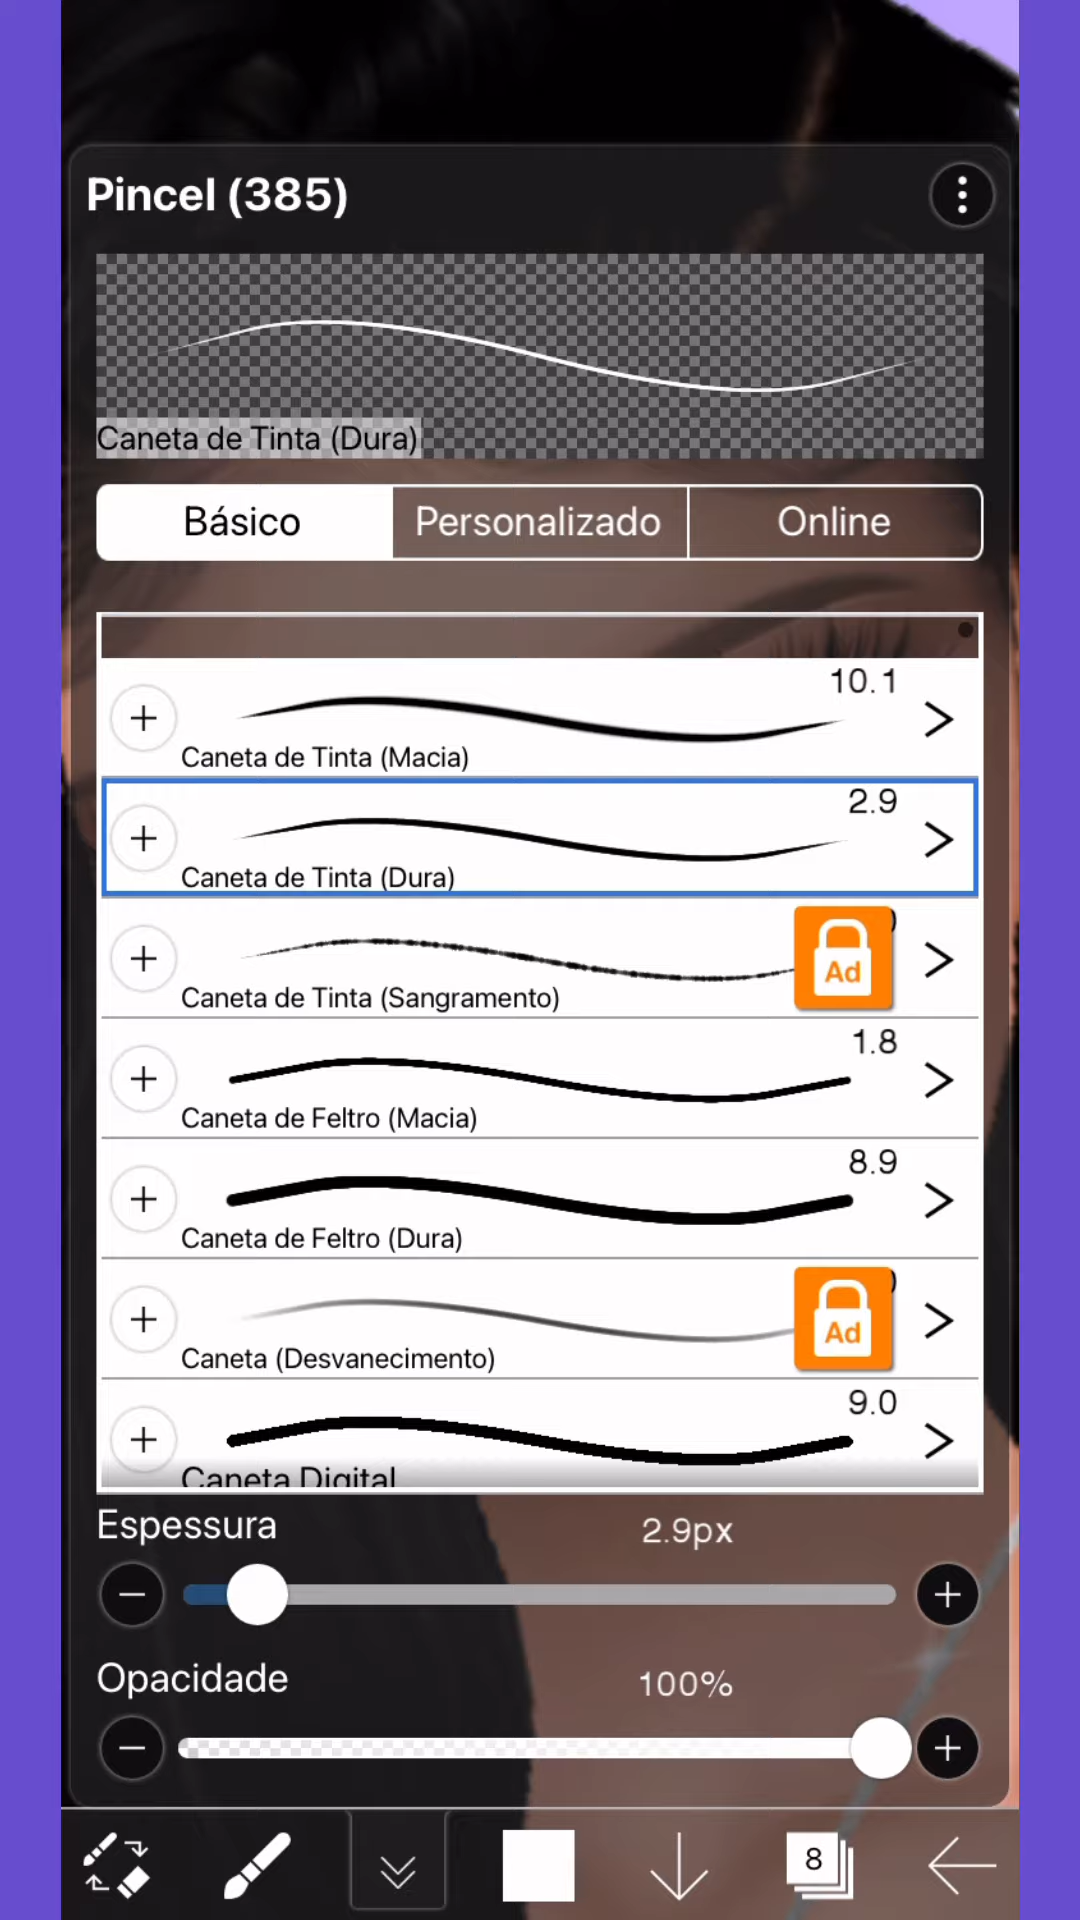 Pincel (385)
Caneta de Tinta (Dura)
Básico
Personalizado
Online
10.1
Caneta de Tinta (Macia)
2.9
Caneta de Tinta (Dura)
Ad
Caneta de Tinta (Sangramento)
1.8
Caneta de Feltro (Macia)
8.9
Caneta de Feltro (Dura)
Ad
Caneta (Desvanecimento)
9.0
Caneta Digital
Espessura
2.9px
Opacidade
100%
8